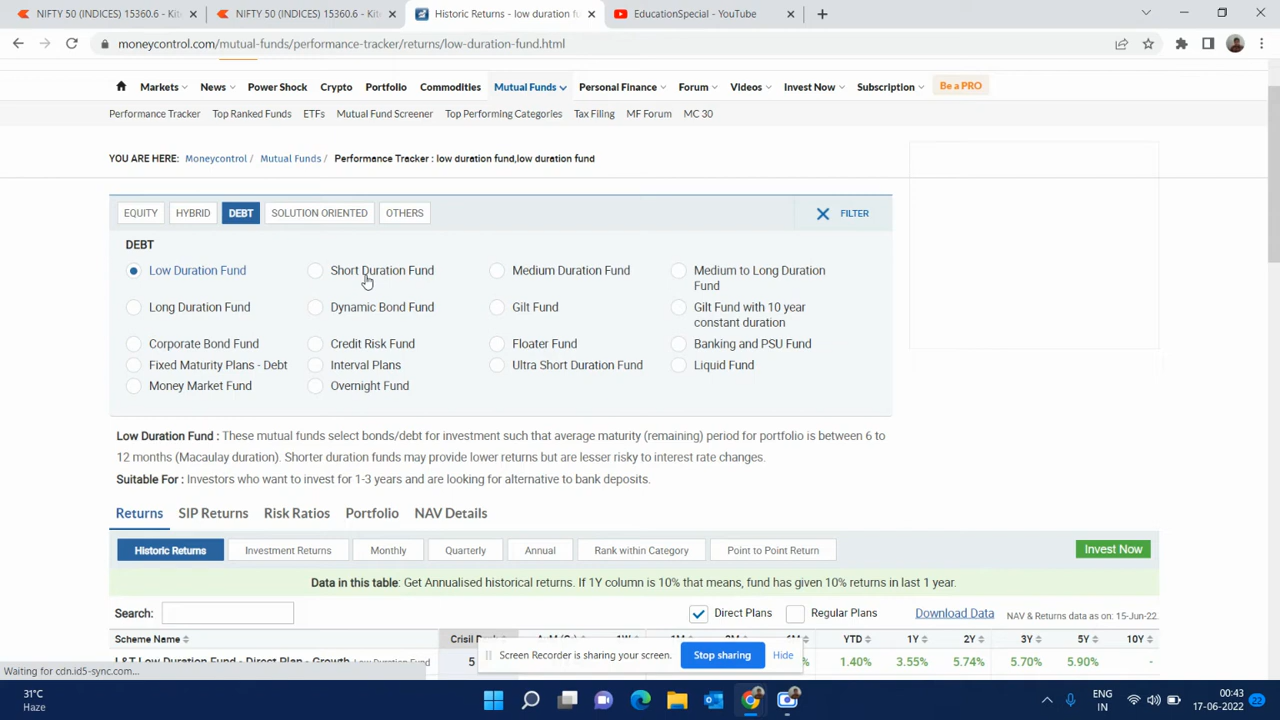 NIFTY 50 (INDICES) 15360.6 - Kit
NIFTY 50 (INDICES) 15360.6 - Kit
Historic Returns - low duration fu
EducationSpecial - YouTube
moneycontrol.com/mutual-funds/performance-tracker/returns/low-duration-fund.html
Markets News Power Shock Crypto Portfolio Commodities Mutual Funds Personal Finance Forum Videos Invest Now Subscription Be a PRO
Performance Tracker Top Ranked Funds ETFs Mutual Fund Screener Top Performing Categories Tax Filing MF Forum MC 30
YOU ARE HERE: Moneycontrol / Mutual Funds / Performance Tracker : low duration fund,low duration fund
EQUITY HYBRID DEBT SOLUTION ORIENTED OTHERS FILTER
DEBT
Low Duration Fund Short Duration Fund Medium Duration Fund Medium to Long Duration
Fund
Long Duration Fund Dynamic Bond Fund Gilt Fund Gilt Fund with 10 year
constant duration
Corporate Bond Fund Credit Risk Fund Floater Fund Banking and PSU Fund
Fixed Maturity Plans - Debt Interval Plans Ultra Short Duration Fund Liquid Fund
Money Market Fund Overnight Fund
Low Duration Fund : These mutual funds select bonds/debt for investment such that average maturity (remaining) period for portfolio is between 6 to
12 months (Macaulay duration). Shorter duration funds may provide lower returns but are lesser risky to interest rate changes.
Suitable For : Investors who want to invest for 1-3 years and are looking for alternative to bank deposits.
Returns SIP Returns Risk Ratios Portfolio NAV Details
Historic Returns Investment Returns Monthly Quarterly Annual Rank within Category Point to Point Return Invest Now
Data in this table: Get Annualised historical returns. If 1Y column is 10% that means, fund has given 10% returns in last 1 year.
Search: Direct Plans Regular Plans Download Data NAV & Returns data as on: 15-Jun-22
Scheme Name Crisil YTD 1Y 2Y 3Y 5Y 10Y
Screen Recorder is sharing your screen. Stop sharing Hide
L&T Low Duration Fund - Direct Plan - Growth Low Duration Fund 5 1.40% 3.55% 5.74% 5.70% 5.90% -
Waiting for cdn.id5-sync.com...
31°C
Haze
ENG
IN
00:43
17-06-2022
22